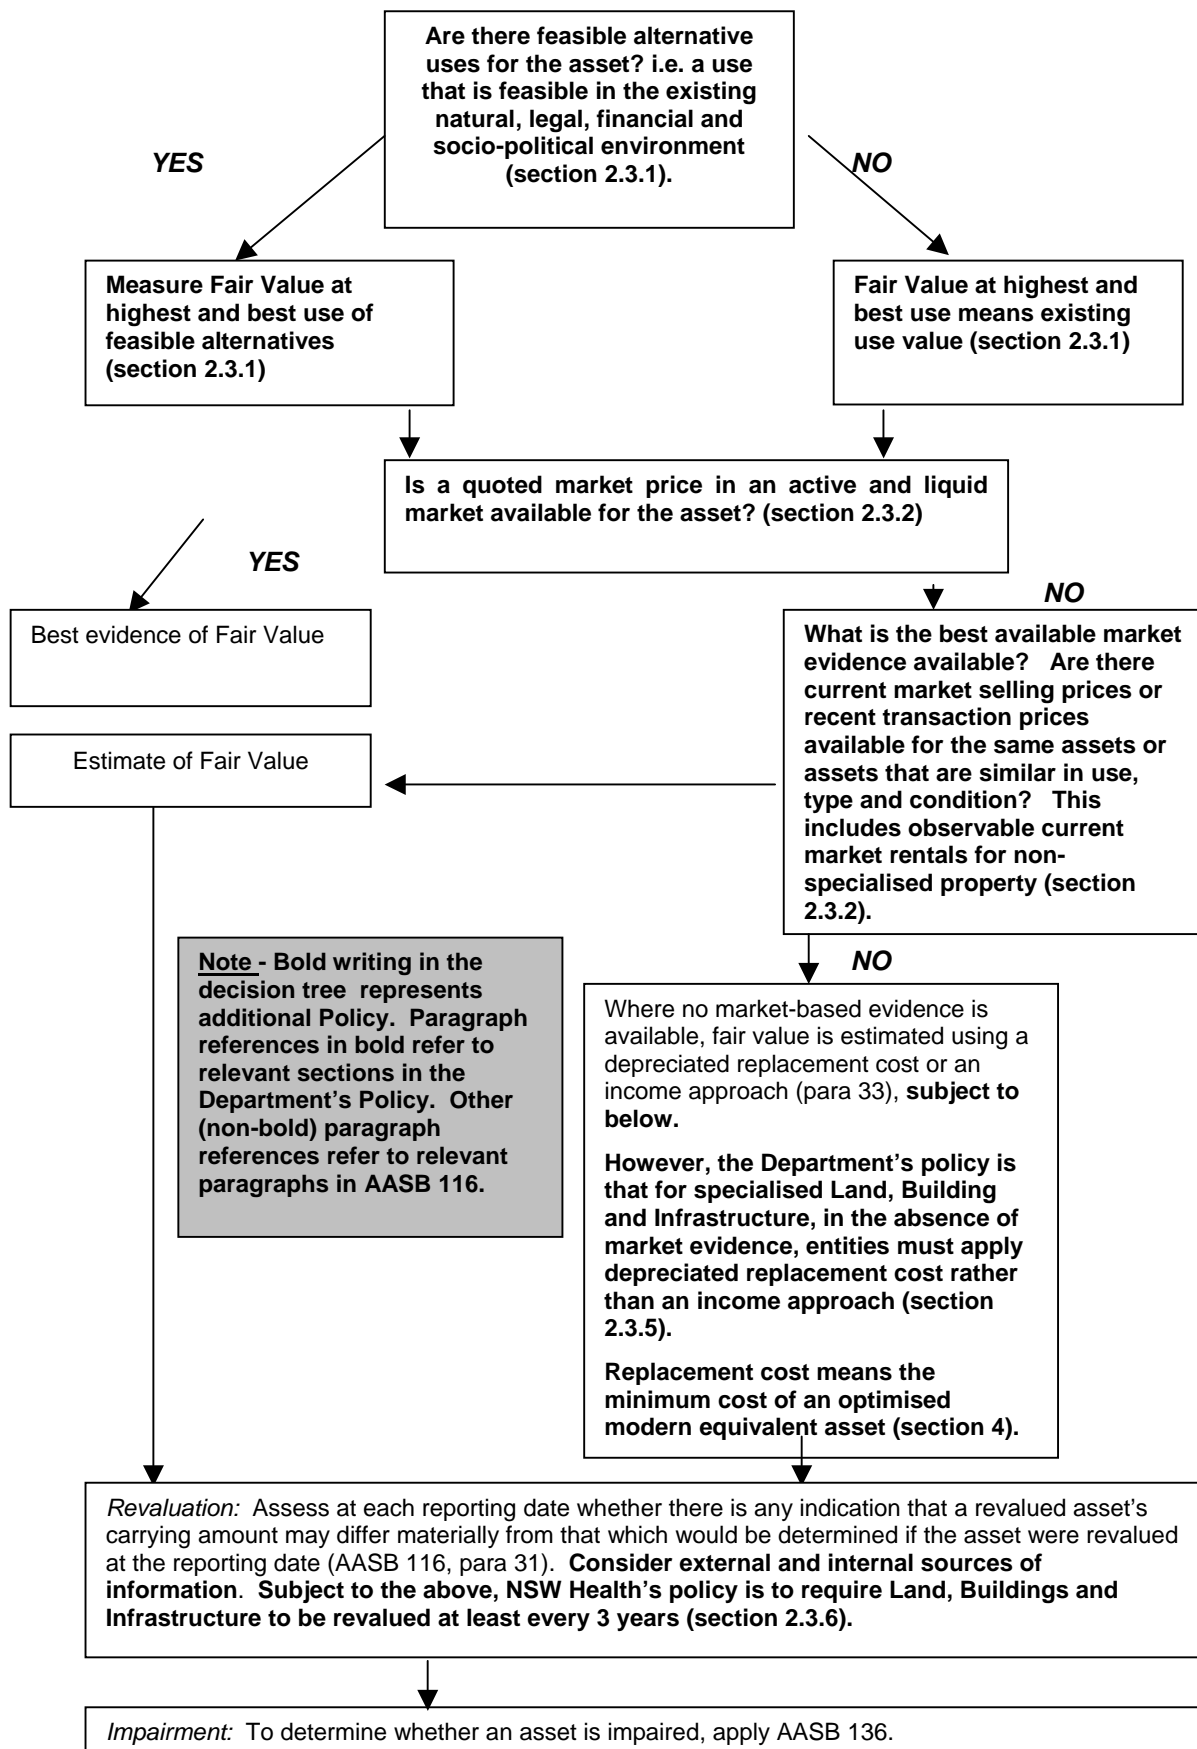 Are there feasible alternative
uses for the asset? i.e. a use
that is feasible in the existing
natural, legal, financial and
socio-political environment
(section 2.3.1).
YES
NO
Measure Fair Value at
highest and best use of
feasible alternatives
(section 2.3.1)
Fair Value at highest and
best use means existing
use value (section 2.3.1)
Is a quoted market price in an active and liquid
market available for the asset? (section 2.3.2)
YES
NO
Best evidence of Fair Value
What is the best available market
evidence available? Are there
current market selling prices or
recent transaction prices
available for the same assets or
assets that are similar in use,
type and condition? This
includes observable current
market rentals for non-
specialised property (section
2.3.2).
Estimate of Fair Value
NO
Note - Bold writing in the
decision tree represents
additional Policy. Paragraph
references in bold refer to
relevant sections in the
Department's Policy. Other
(non-bold) paragraph
references refer to relevant
paragraphs in AASB 116.
Where no market-based evidence is
available, fair value is estimated using a
depreciated replacement cost or an
income approach (para 33), subject to
below.
However, the Department's policy is
that for specialised Land, Building
and Infrastructure, in the absence of
market evidence, entities must apply
depreciated replacement cost rather
than an income approach (section
2.3.5).
Replacement cost means the
minimum cost of an optimised
modern equivalent asset (section 4).
Revaluation: Assess at each reporting date whether there is any indication that a revalued asset's
carrying amount may differ materially from that which would be determined if the asset were revalued
at the reporting date (AASB 116, para 31). Consider external and internal sources of
information. Subject to the above, NSW Health's policy is to require Land, Buildings and
Infrastructure to be revalued at least every 3 years (section 2.3.6).
Impairment: To determine whether an asset is impaired, apply AASB 136.